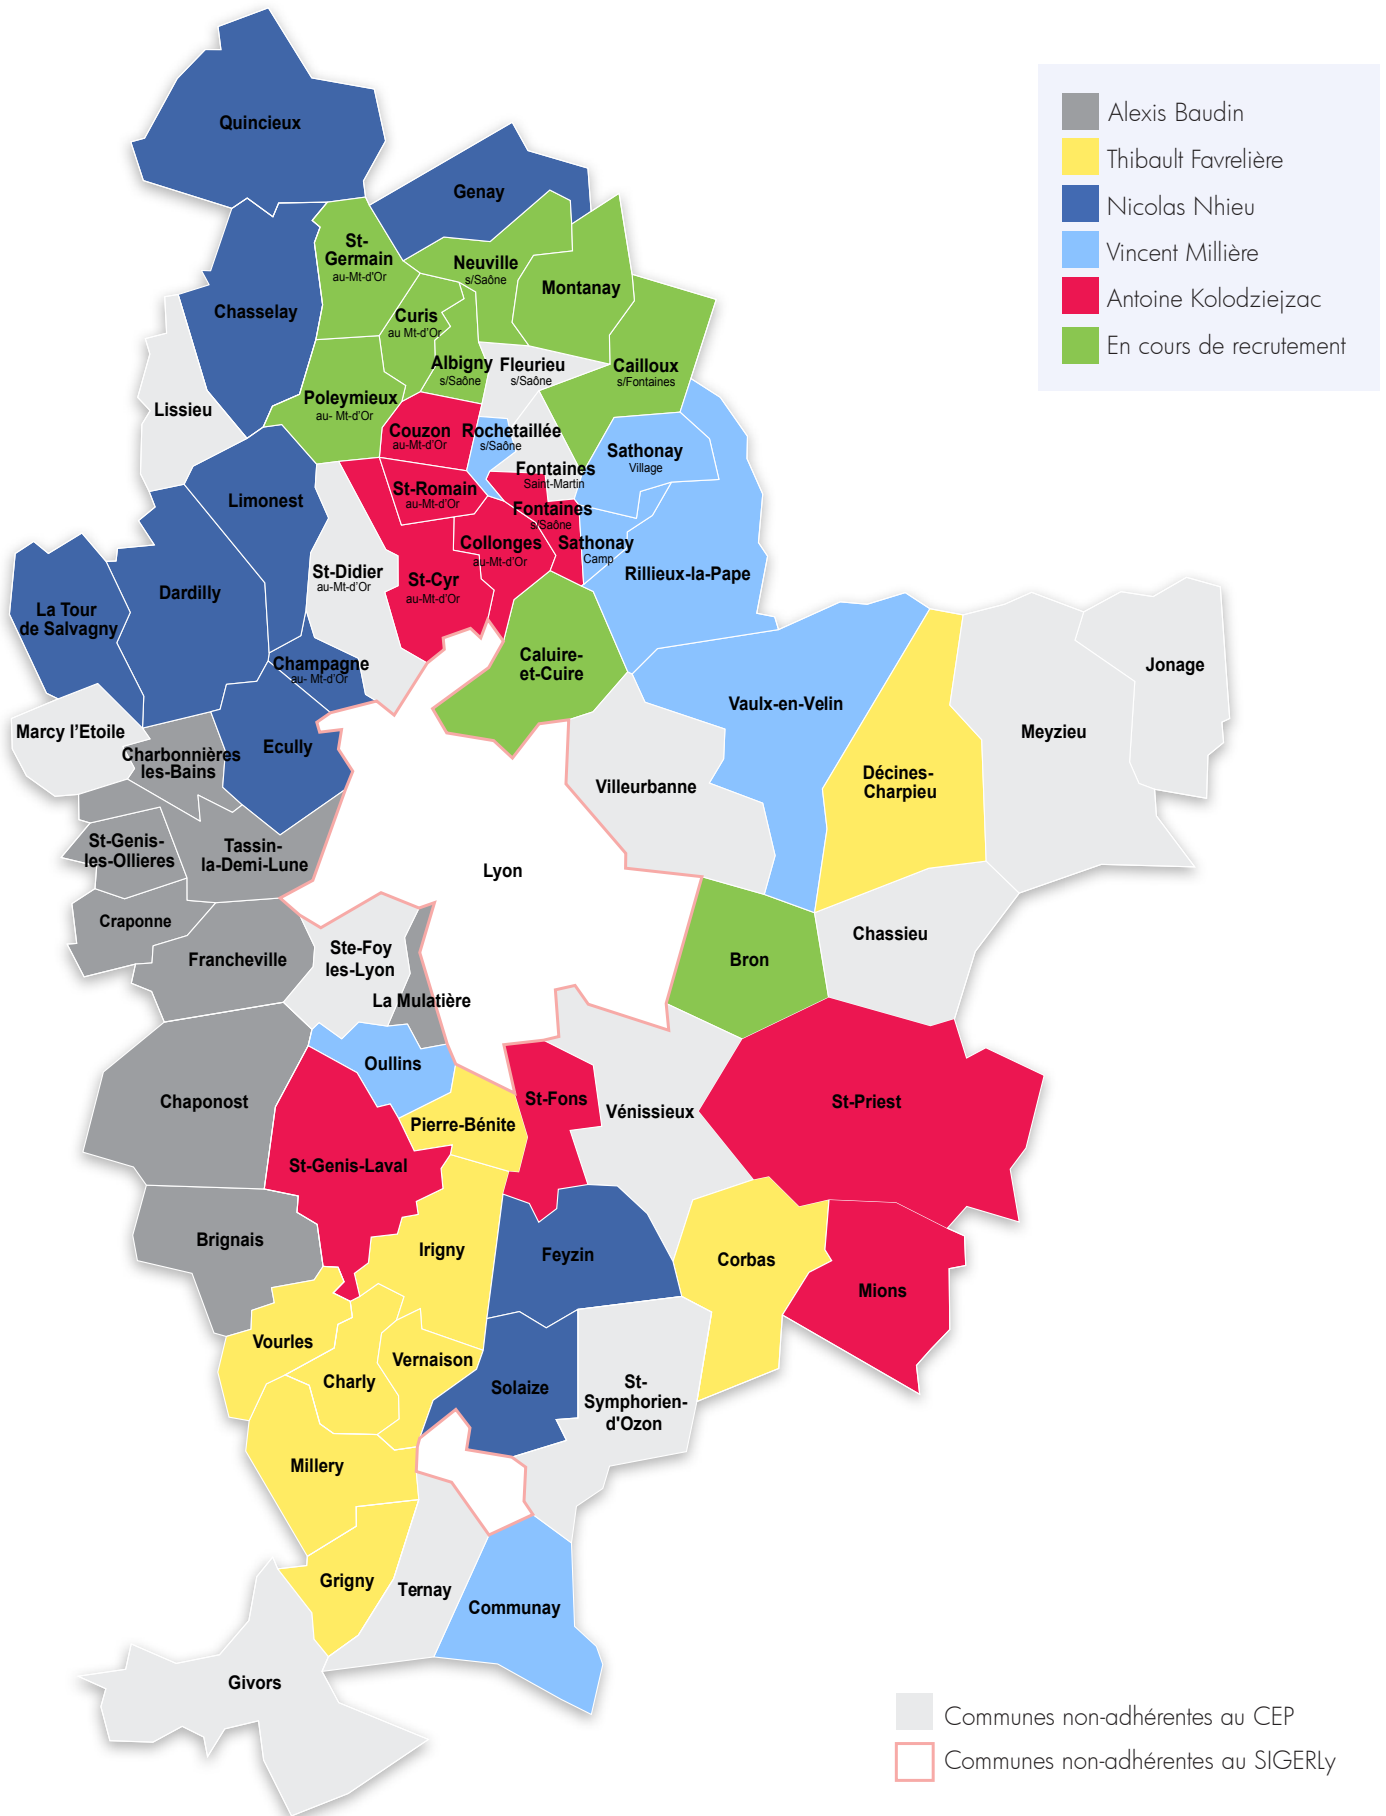 Alexis Baudin
Thibault Favrelière
Nicolas Nhieu
Vincent Millière
Antoine Kolodziejzac
En cours de recrutement
Quincieux
Genay
St-
Germain
au-Mt-d'Or
Neuville
s/Saône
Montanay
Chasselay
Curis
au Mt-d'Or
Albigny
s/Saône
Fleurieu
s/Saône
Cailloux
s/Fontaines
Lissieu
Poleymieux
au- Mt-d'Or
Couzon
au-Mt-d'Or
Rochetaillée
s/Saône
Sathonay
Village
Fontaines
Saint-Martin
Limonest
St-Romain
au-Mt-d'Or
Fontaines
s/Saône
Collonges
au-Mt-d'Or
Sathonay
Camp
Rillieux-la-Pape
St-Didier
au-Mt-d'Or
St-Cyr
au-Mt-d'Or
Dardilly
La Tour
de Salvagny
Champagne
au- Mt-d'Or
Caluire-
et-Cuire
Jonage
Vaulx-en-Velin
Meyzieu
Marcy l'Etoile
Ecully
Charbonnières
les-Bains
Décines-
Charpieu
Villeurbanne
St-Genis-
les-Ollieres
Tassin-
la-Demi-Lune
Lyon
Craponne
Francheville
Ste-Foy
les-Lyon
La Mulatière
Bron
Chassieu
Oullins
Chaponost
St-Fons
Vénissieux
St-Priest
Pierre-Bénite
St-Genis-Laval
Brignais
Irigny
Feyzin
Corbas
Mions
Vourles
Charly
Vernaison
Solaize
St-
Symphorien-
d'Ozon
Millery
Grigny
Ternay
Communay
Givors
Communes non-adhérentes au CEP
Communes non-adhérentes au SIGERLy